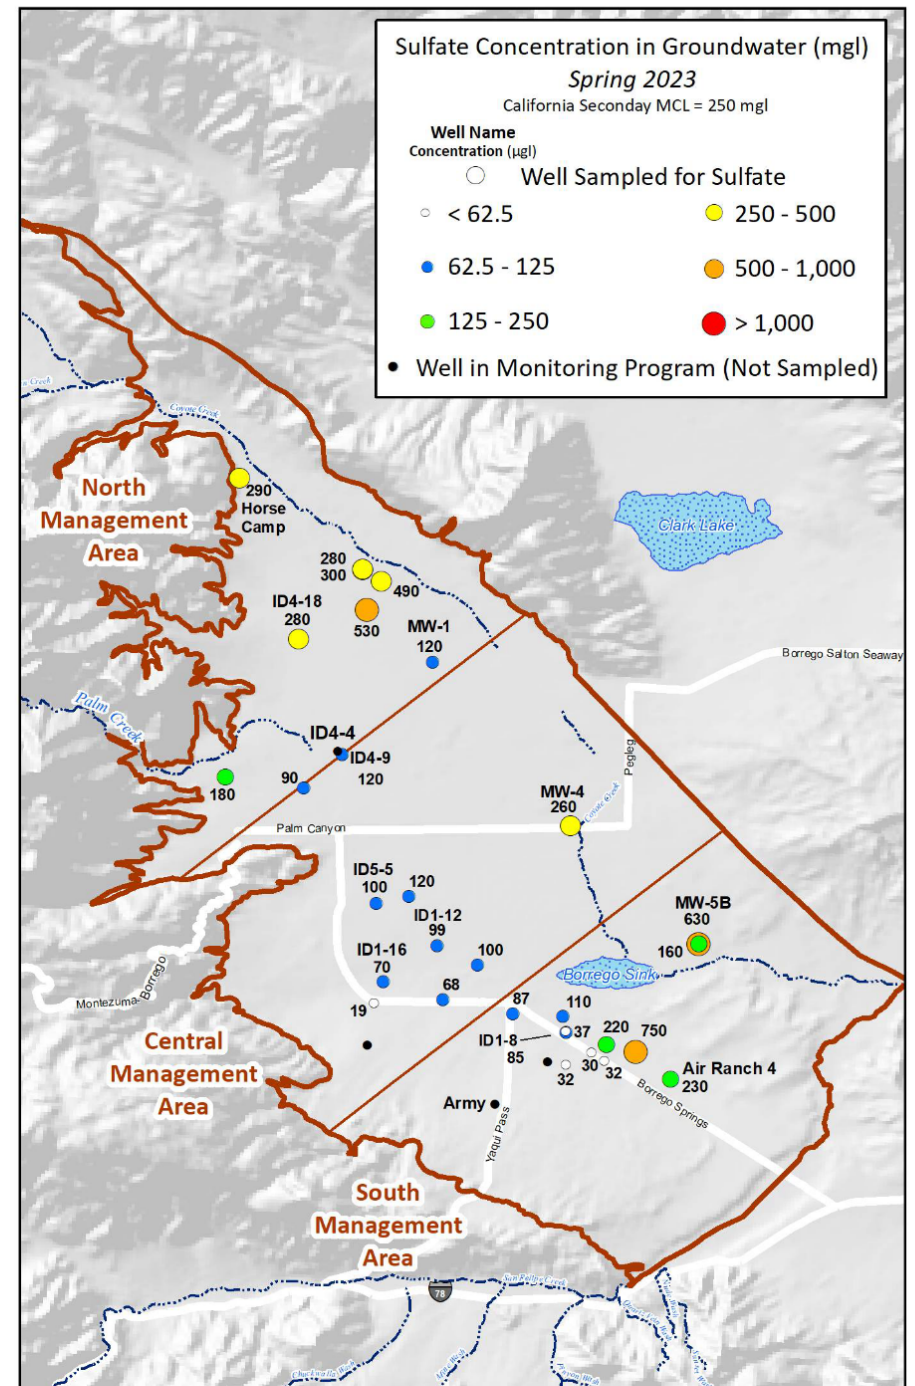 Sulfate Concentration in Groundwater (mgl)
Spring 2023
California Seconday MCL = 250 mgl
Well Name
Concentration (µgl)
Well Sampled for Sulfate
< 62.5
250 - 500
62.5 - 125
500 - 1,000
125 - 250
> 1,000
Well in Monitoring Program (Not Sampled)
Creek
Coyote Creek
North
Management
Area
290
Horse
Camp
Clark Lake
280
300
490
ID4-18
280
530
MW-1
120
Borrego Salton Seaway
Palm Creek
ID4-4
ID4-9
120
90
180
Pegleg
MW-4
260
Coyote Creek
Palm Canyon
ID5-5
100
120
ID1-12
99
MW-5B
630
160
ID1-16
70
100
Borrego Sink
68
19
87
110
Montezuma-Borrego
Central
Management
Area
ID1-8
85
37
220
750
30
32
32
Air Ranch 4
230
Borrego Springs
Army
Yaqui Pass
South
Management
Area
San Felipe Creek
78
Chuckwalla Wash